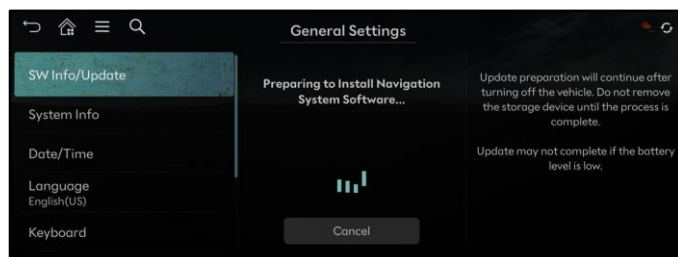 General Settings
SW Info/Update
System Info
Date/Time
Language
English(US)
Keyboard
Preparing to Install Navigation
System Software...
Cancel
Update preparation will continue after
turning off the vehicle. Do not remove
the storage device until the process is
complete.
Update may not complete if the battery
level is low.